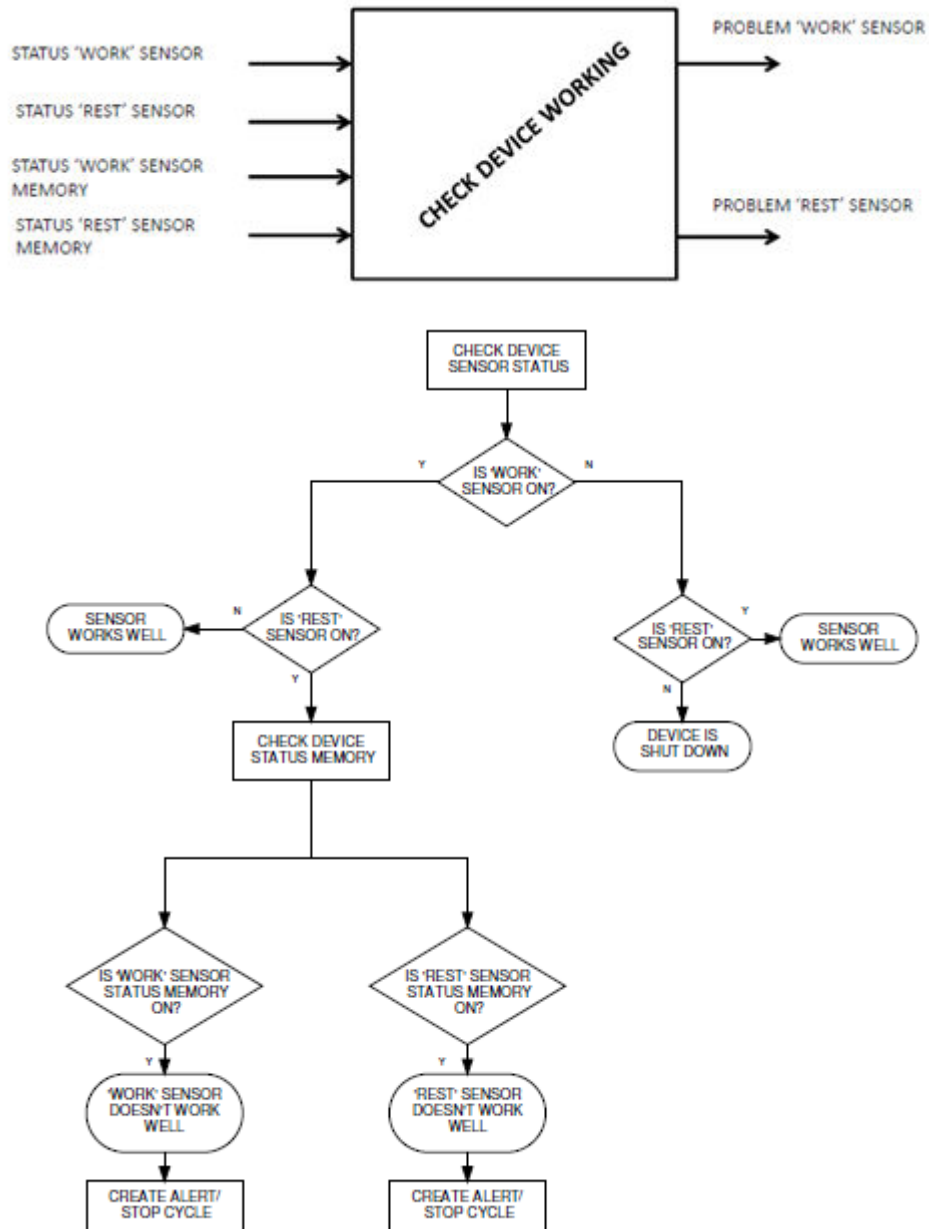 STATUS 'WORK' SENSOR
STATUS 'REST' SENSOR
STATUS 'WORK' SENSOR
MEMORY
STATUS 'REST' SENSOR
MEMORY
CHECK DEVICE WORKING
PROBLEM 'WORK' SENSOR
PROBLEM 'REST' SENSOR
CHECK DEVICE
SENSOR STATUS
Y
N
IS 'WORK'
SENSOR ON?
N
IS 'REST'
SENSOR ON?
Y
SENSOR
WORKS WELL
IS 'REST'
SENSOR ON?
Y
N
SENSOR
WORKS WELL
CHECK DEVICE
STATUS MEMORY
DEVICE IS
SHUT DOWN
IS 'WORK' SENSOR
STATUS MEMORY
ON?
Y
IS 'REST' SENSOR
STATUS MEMORY
ON?
Y
'WORK' SENSOR
DOESN'T WORK
WELL
'REST' SENSOR
DOESN'T WORK
WELL
CREATE ALERT/
STOP CYCLE
CREATE ALERT/
STOP CYCLE